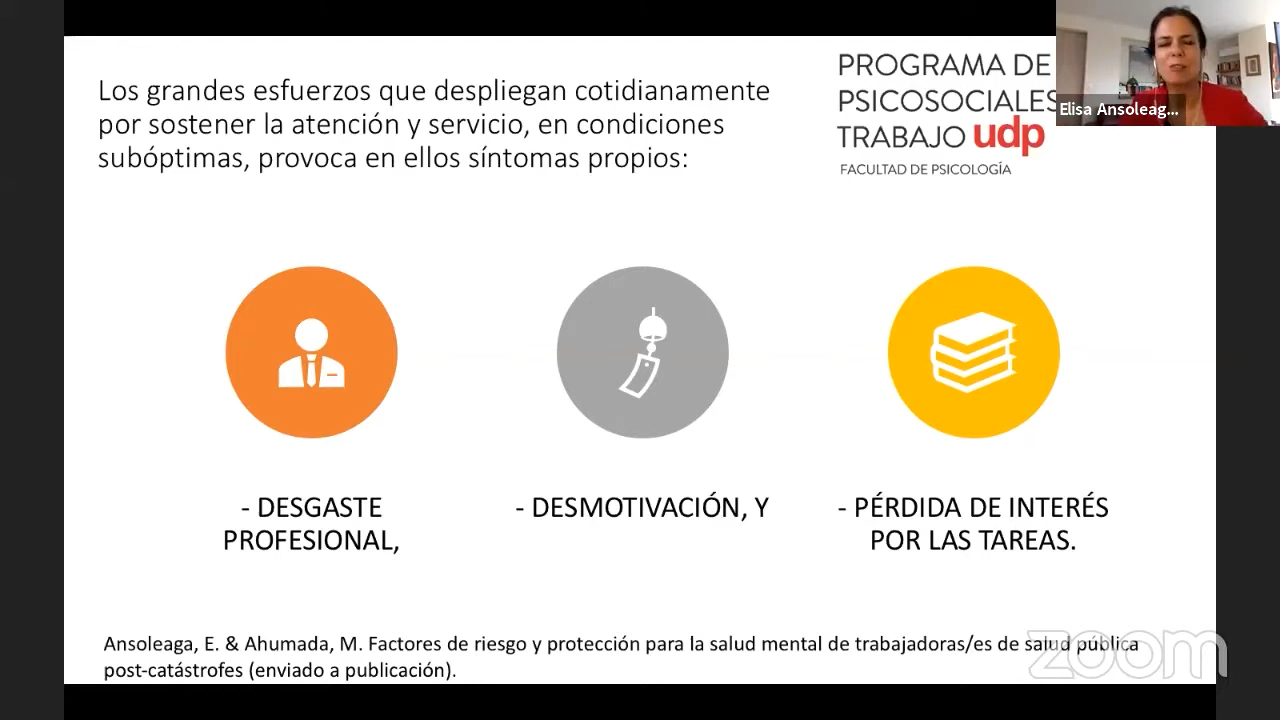 Los grandes esfuerzos que despliegan cotidianamente
por sostener la atención y servicio, en condiciones
subóptimas, provoca en ellos síntomas propios:
PROGRAMA DE
PSICOSOCIALES
TRABAJO udp
FACULTAD DE PSICOLOGÍA
Elisa Ansoleag...
- DESGASTE
PROFESIONAL,
- DESMOTIVACIÓN, Y
- PÉRDIDA DE INTERÉS
POR LAS TAREAS.
Ansoleaga, E. & Ahumada, M. Factores de riesgo y protección para la salud mental de trabajadoras/es de salud pública
post-catástrofes (enviado a publicación).
zoom